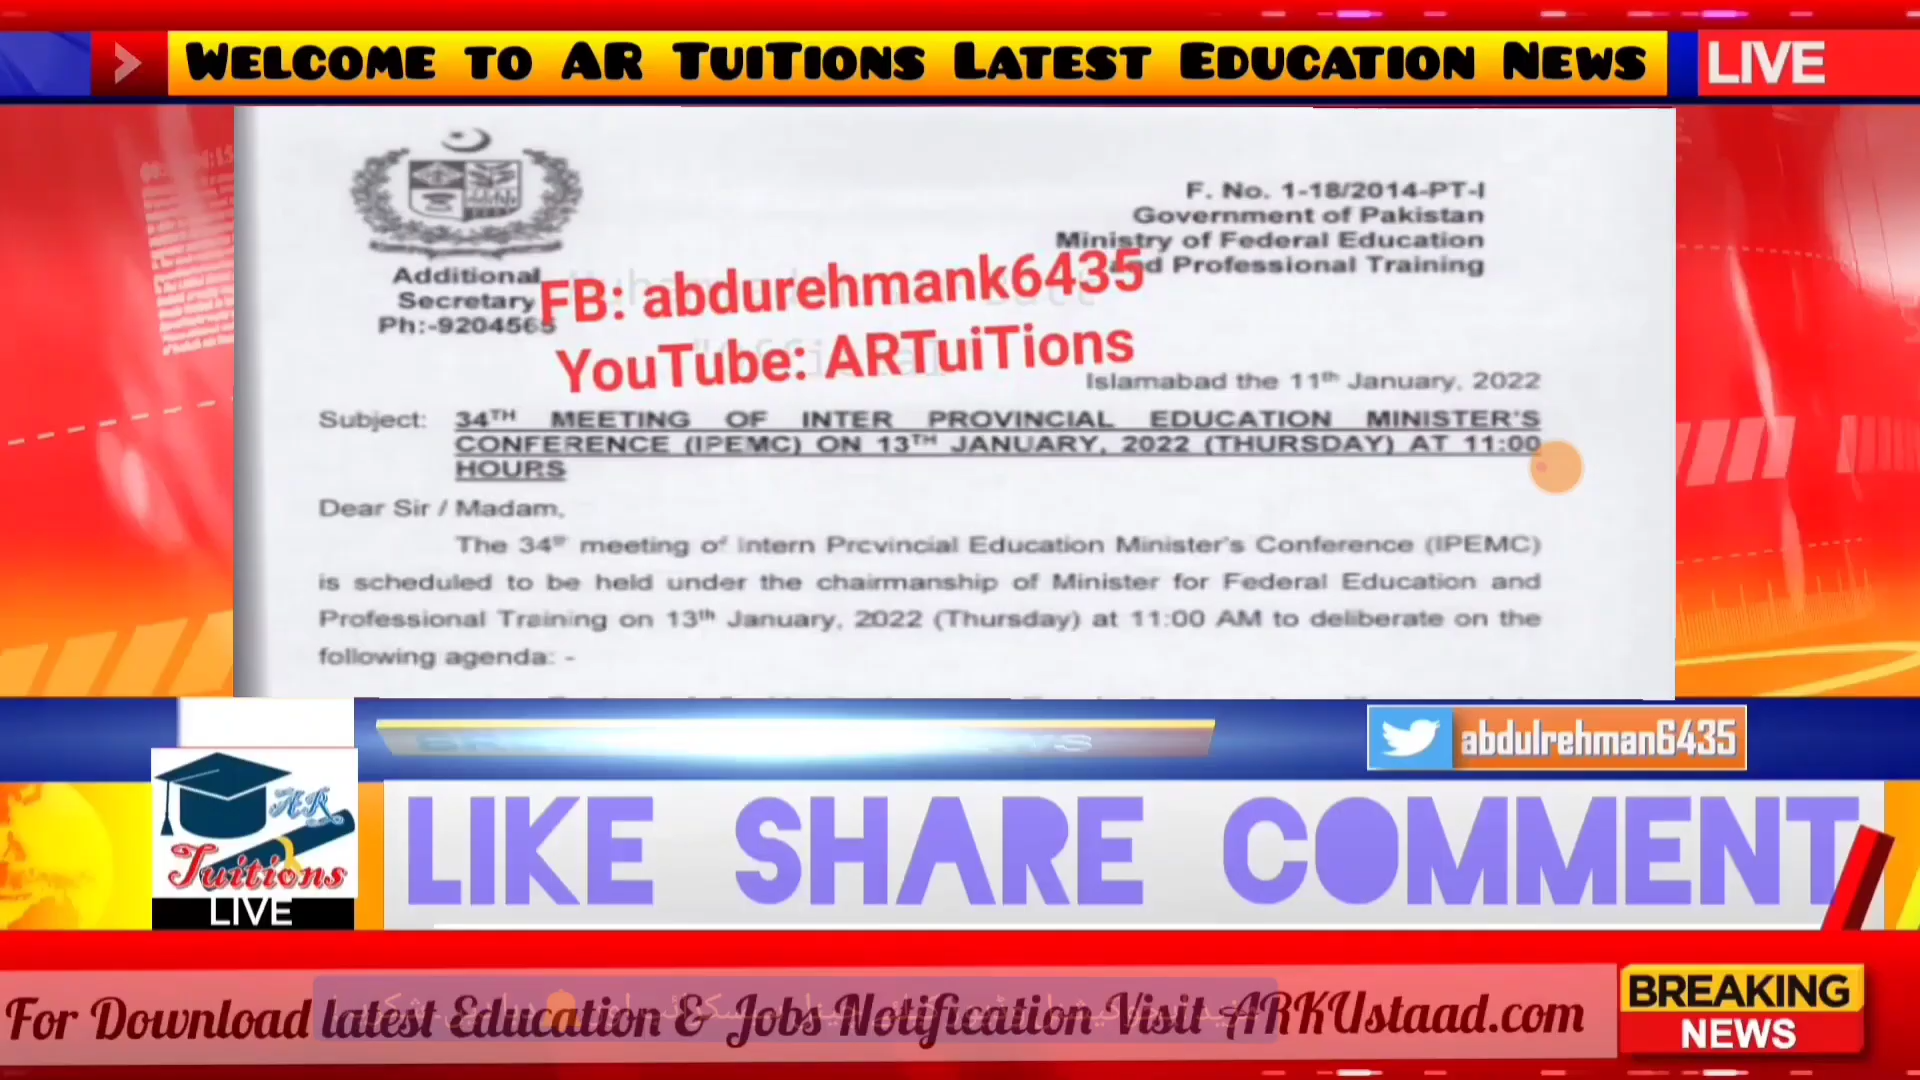 WELCOME TO AR TUITIONS LATEST EDUCATION NEWS
LIVE
F. No. 1-18/2014-PT-I
Government of Pakistan
Ministry of Federal Education
and Professional Training
Additional
Secretary
Ph:-9204565
FB: abdurehmank6435
YouTube: ARTuiTions
Islamabad the 11th January, 2022
Subject: 34TH MEETING OF INTER PROVINCIAL EDUCATION MINISTER'S
CONFERENCE (IPEMC) ON 13TH JANUARY, 2022 (THURSDAY) AT 11:00
HOURS
Dear Sir / Madam,
The 34th meeting of Intern Provincial Education Minister's Conference (IPEMC)
is scheduled to be held under the chairmanship of Minister for Federal Education and
Professional Training on 13th January, 2022 (Thursday) at 11:00 AM to deliberate on the
following agenda: -
abdulrehman6435
AR
Tuitions
LIVE
LIKE SHARE COMMENT
For Download latest Education & Jobs Notification Visit ARKUstaad.com
BREAKING
NEWS